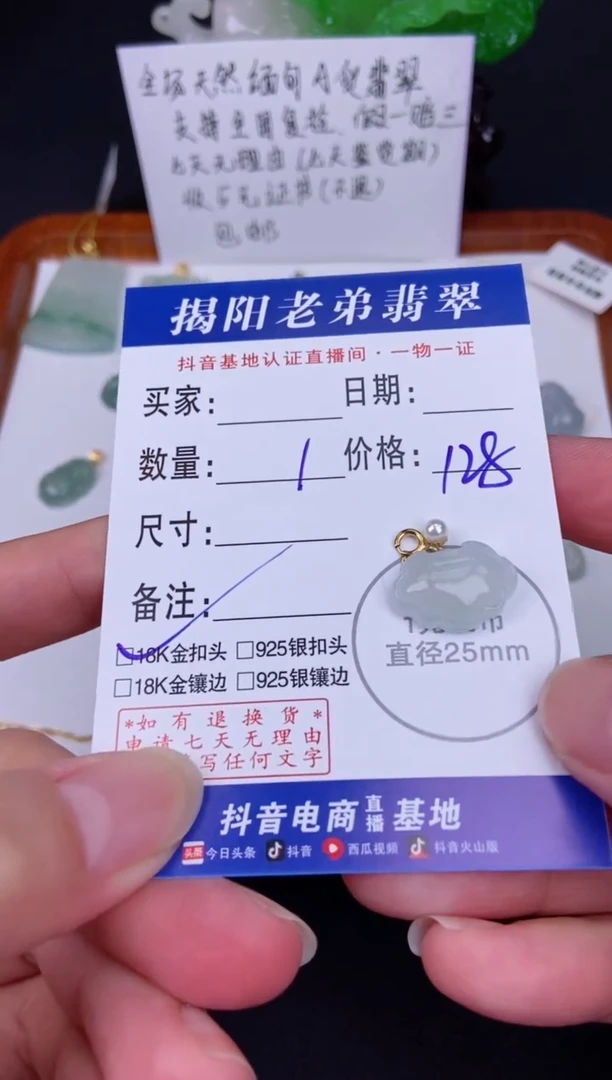 全场天然缅甸A货翡翠
支持全国复检、假一赔三
七天无理由(七天鉴赏期)
收5元证书(不退)
包邮
揭阳老弟翡翠
抖音基地认证直播间·一物一证
买家: 日期:
数量: 1 价格: 128
尺寸:
备注:
直径25mm
□18K金扣头 □925银扣头
□18K金镶边 □925银镶边
*如有退换货*
申请七天无理由
写任何文字
抖音电商直播基地
头条 今日头条 抖音 西瓜视频 抖音火山版